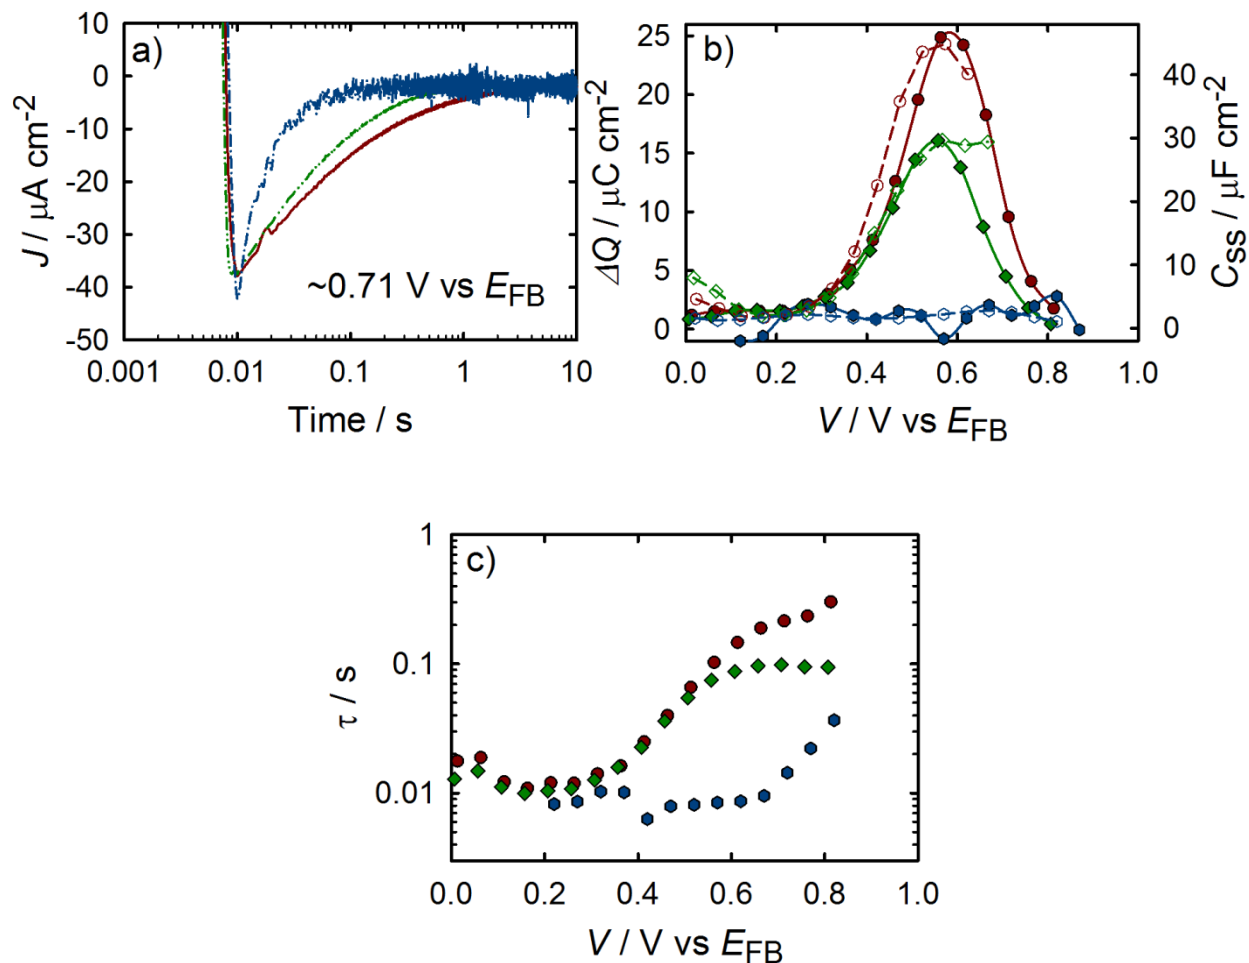 a)
10
0
-10
-20
-30
-40
-50
J / μA cm-2
~0.71 V vs EFB
0.001 0.01 0.1 1 10
Time / s
b)
25
20
15
10
5
0
ΔQ / μC cm-2
40
30
20
10
0
CSS / μF cm-2
0.0 0.2 0.4 0.6 0.8 1.0
V / V vs EFB
c)
1
0.1
0.01
τ / s
0.0 0.2 0.4 0.6 0.8 1.0
V / V vs EFB